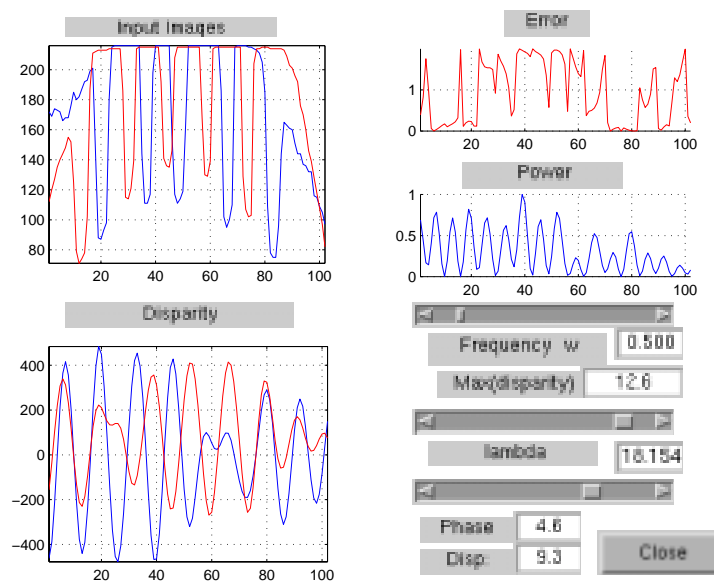 Input Images
200
180
160
140
120
100
80
20 40 60 80 100
Error
1
0
20 40 60 80 100
Power
1
0.5
0
20 40 60 80 100
Disparity
400
200
0
−200
−400
20 40 60 80 100
Frequency w 0.500
Max(disparity) 12.6
lambda 18.154
Phase 4.6
Disp: 9.3
Close